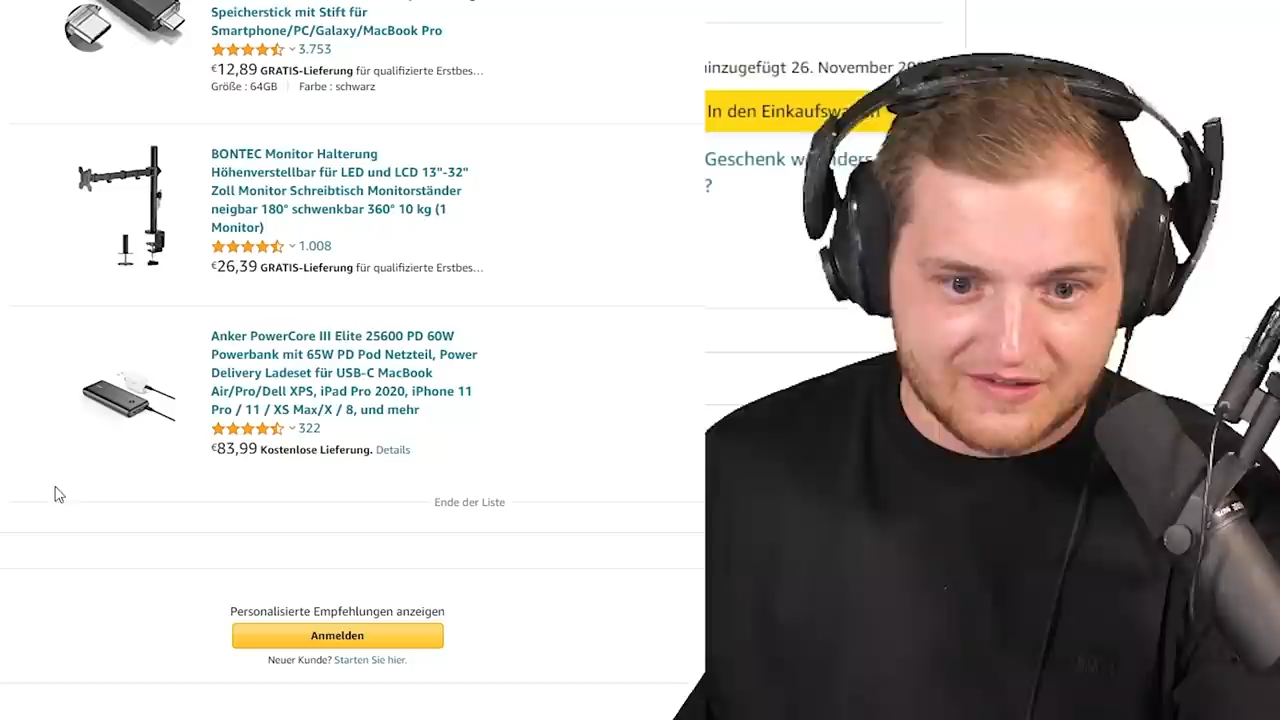 Speicherstick mit Stift für
Smartphone/PC/Galaxy/MacBook Pro
3.753
€12,89 GRATIS-Lieferung für qualifizierte Erstbes…
Größe : 64GB | Farbe : schwarz
BONTEC Monitor Halterung
Höhenverstellbar für LED und LCD 13"-32"
Zoll Monitor Schreibtisch Monitorständer
neigbar 180° schwenkbar 360° 10 kg (1
Monitor)
1.008
€26,39 GRATIS-Lieferung für qualifizierte Erstbes…
Anker PowerCore III Elite 25600 PD 60W
Powerbank mit 65W PD Pod Netzteil, Power
Delivery Ladeset für USB-C MacBook
Air/Pro/Dell XPS, iPad Pro 2020, iPhone 11
Pro / 11 / XS Max/X / 8, und mehr
322
€83,99 Kostenlose Lieferung. Details
Ende der Liste
Personalisierte Empfehlungen anzeigen
Anmelden
Neuer Kunde? Starten Sie hier.
inzugefügt 26. November
In den
Geschenk
?